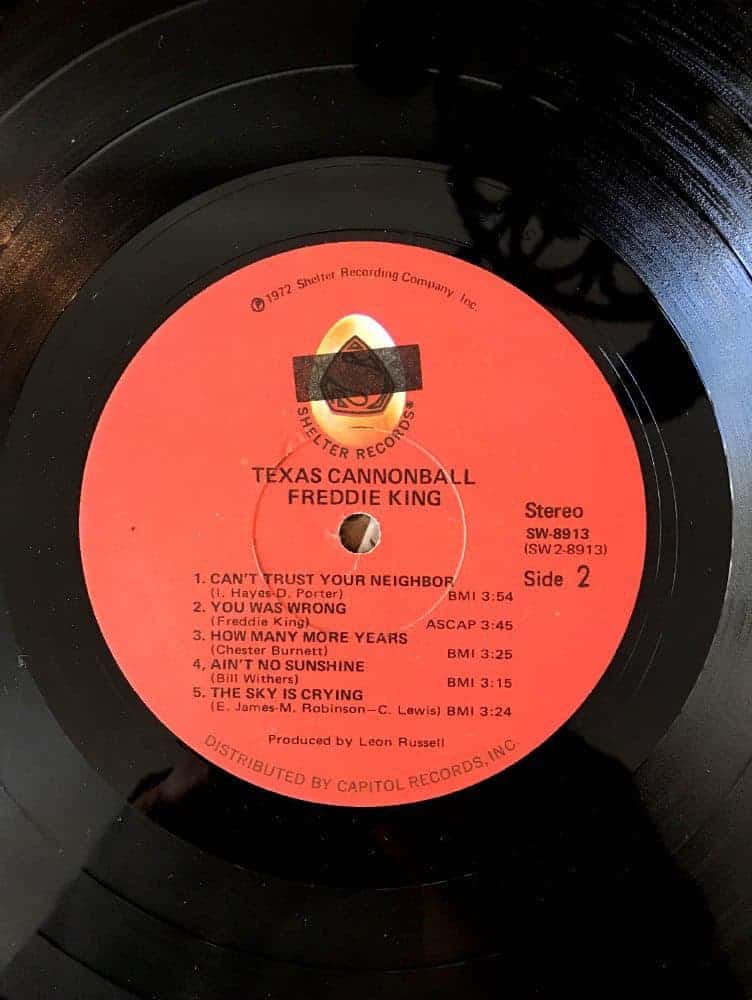 ℗ 1972 Shelter Recording Company, Inc.
SHELTER RECORDS®
TEXAS CANNONBALL
FREDDIE KING
Stereo
SW-8913
(SW2-8913)
Side 2
1. CAN'T TRUST YOUR NEIGHBOR
(I. Hayes-D. Porter) BMI 3:54
2. YOU WAS WRONG
(Freddie King) ASCAP 3:45
3. HOW MANY MORE YEARS
(Chester Burnett) BMI 3:25
4, AIN'T NO SUNSHINE
(Bill Withers) BMI 3:15
5. THE SKY IS CRYING
(E. James-M. Robinson–C. Lewis) BMI 3:24
Produced by Leon Russell
DISTRIBUTED BY CAPITOL RECORDS, INC.